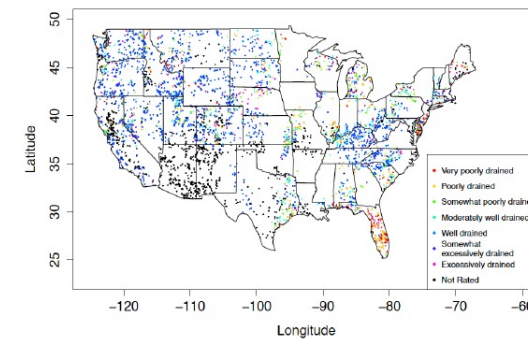 50
45
40
35
30
25
Latitude
Very poorly drained
Poorly drained
Somewhat poorly draine
Moderately well drained
Well drained
Somewhat
excessively drained
Excessively drained
Not Rated
−120 −110 −100 −90 −80 −70 −60
Longitude